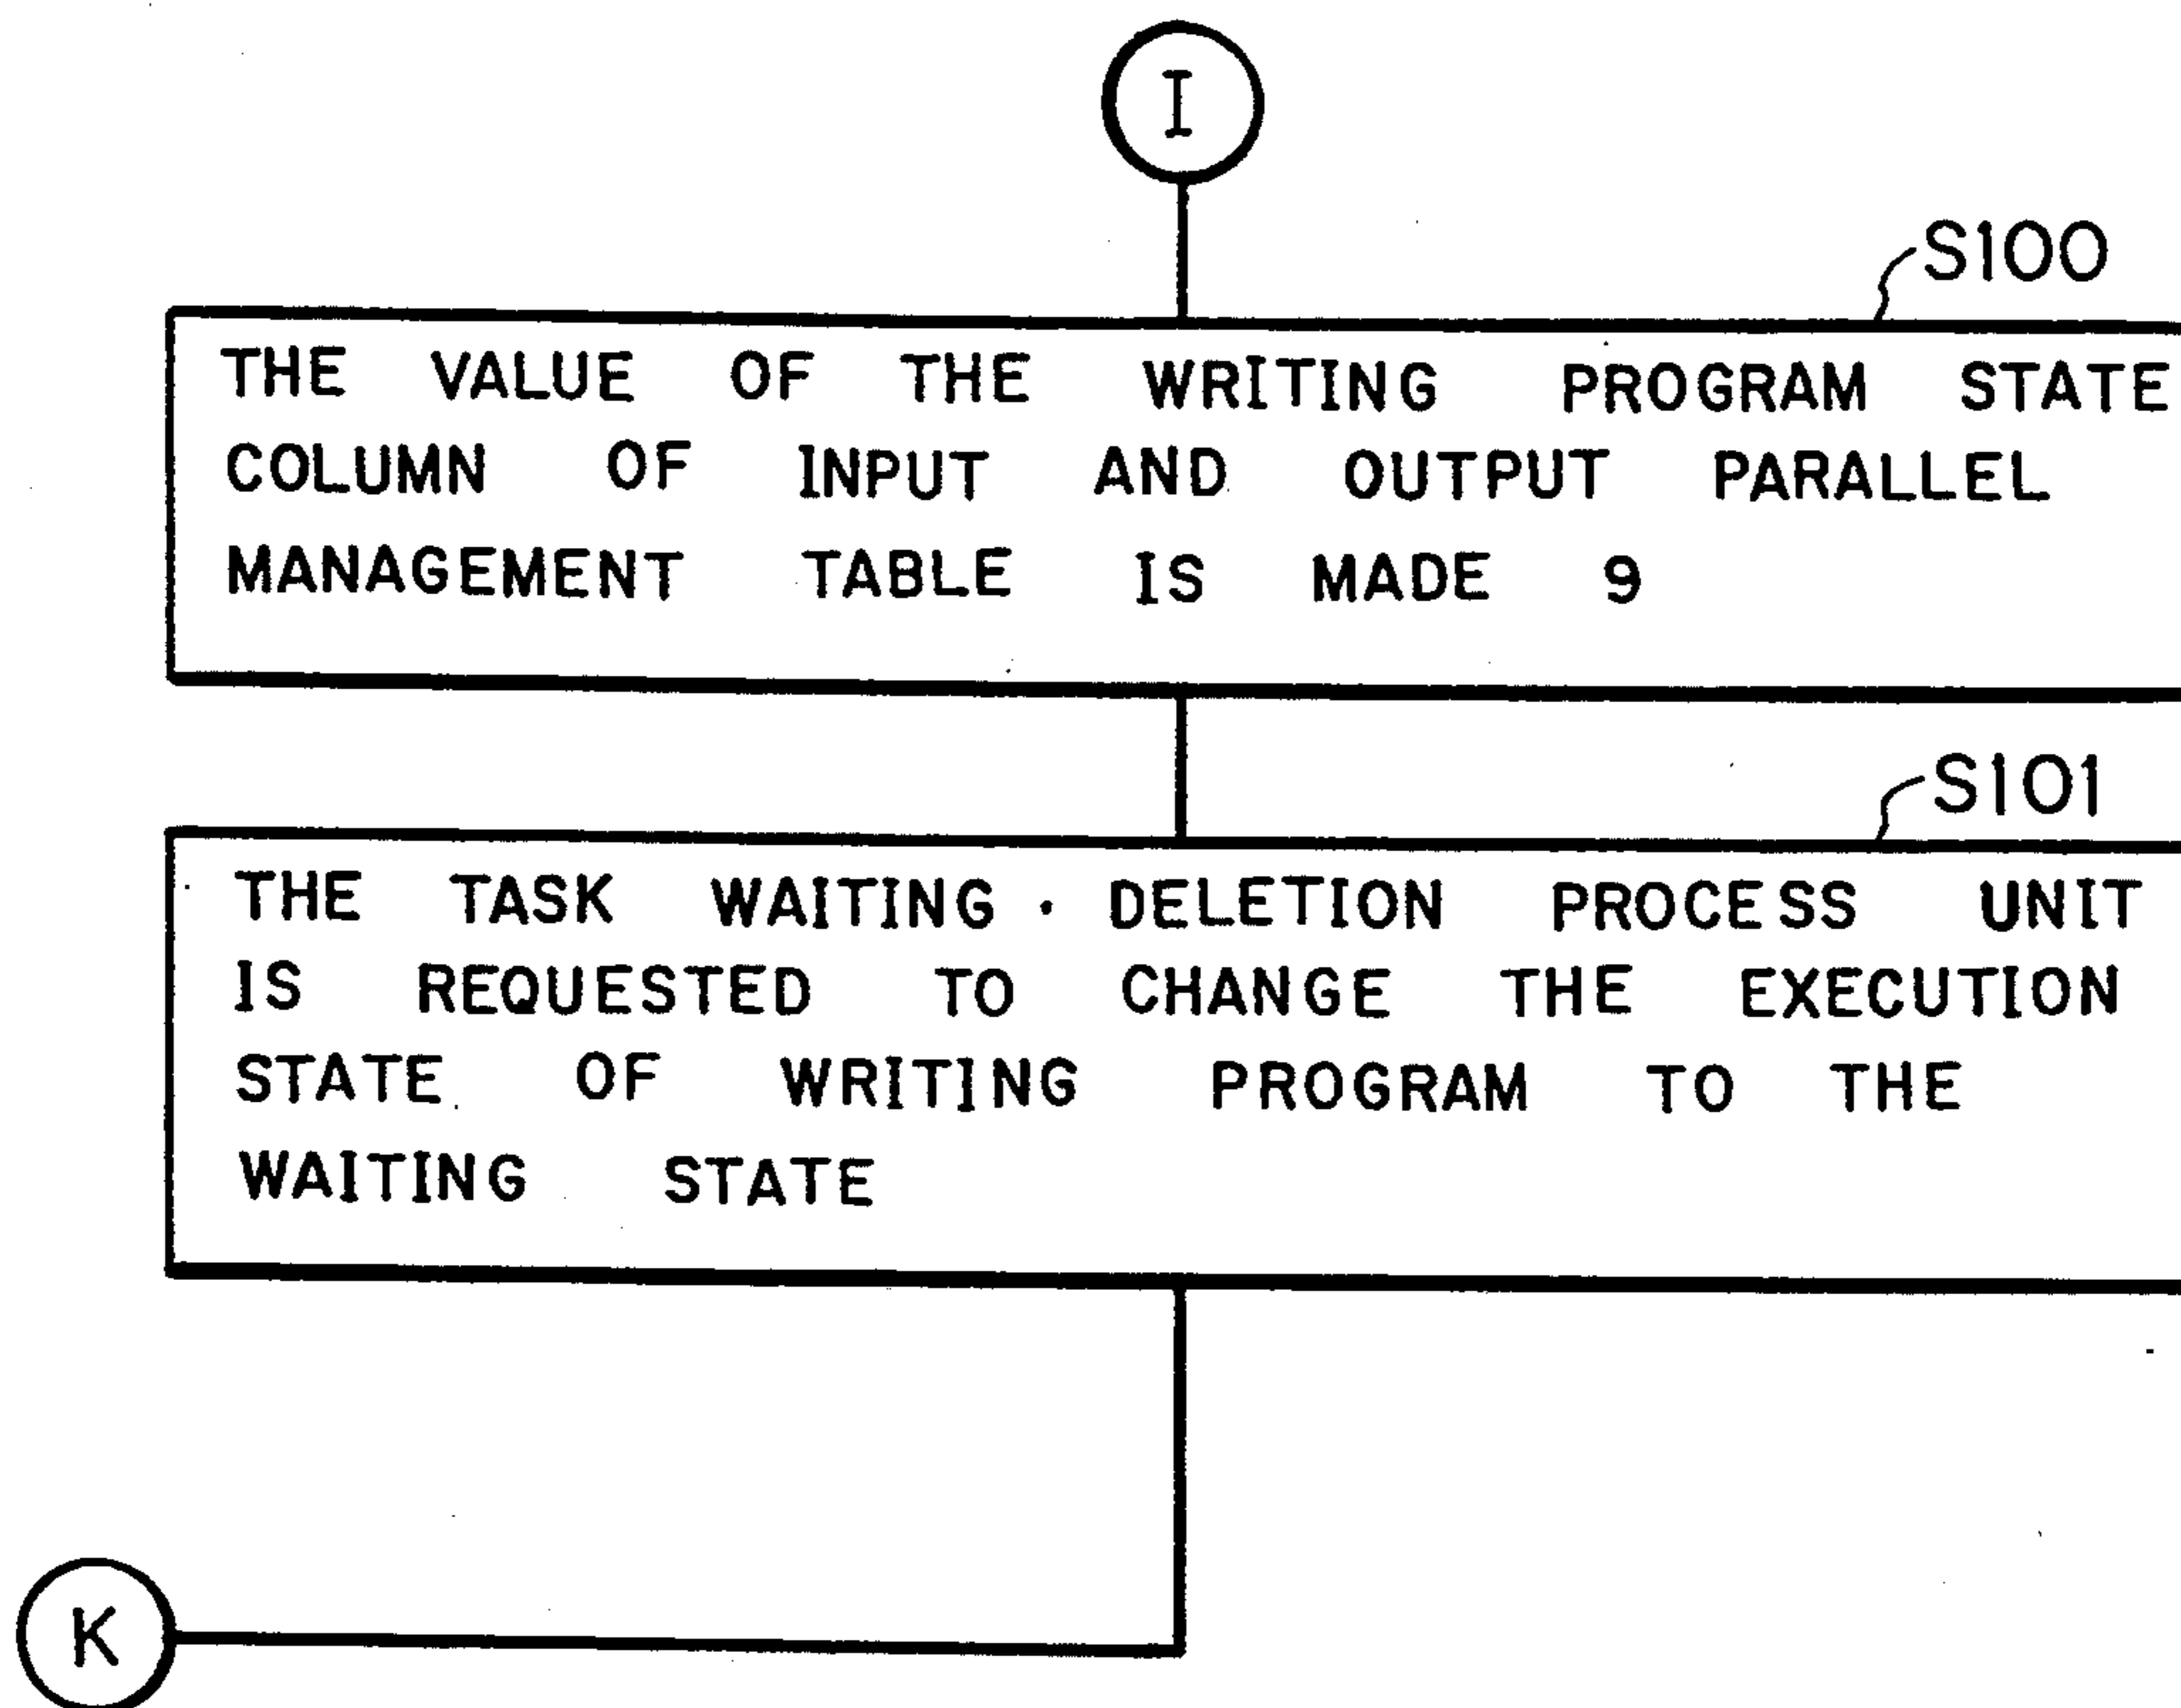 I
S100
THE VALUE OF THE WRITING PROGRAM STATE
COLUMN OF INPUT AND OUTPUT PARALLEL
MANAGEMENT TABLE IS MADE 9
S101
THE TASK WAITING · DELETION PROCESS UNIT
IS REQUESTED TO CHANGE THE EXECUTION
STATE OF WRITING PROGRAM TO THE
WAITING STATE
K